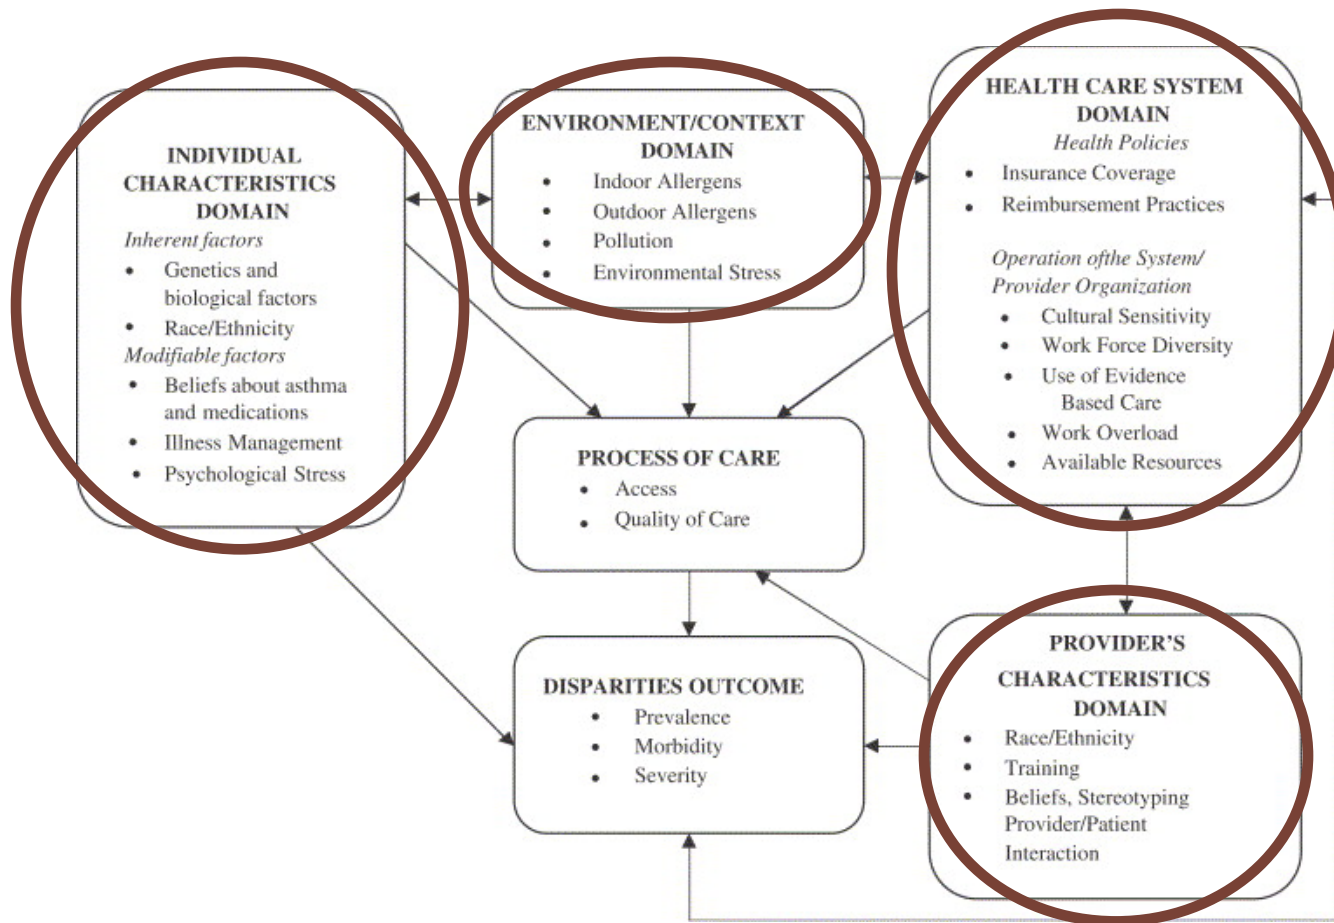 INDIVIDUAL
CHARACTERISTICS
DOMAIN
Inherent factors
• Genetics and
biological factors
• Race/Ethnicity
Modifiable factors
• Beliefs about asthma
and medications
• Illness Management
• Psychological Stress
ENVIRONMENT/CONTEXT
DOMAIN
• Indoor Allergens
• Outdoor Allergens
• Pollution
• Environmental Stress
HEALTH CARE SYSTEM
DOMAIN
Health Policies
• Insurance Coverage
• Reimbursement Practices
Operation ofthe System/
Provider Organization
• Cultural Sensitivity
• Work Force Diversity
• Use of Evidence
Based Care
• Work Overload
• Available Resources
PROCESS OF CARE
• Access
• Quality of Care
DISPARITIES OUTCOME
• Prevalence
• Morbidity
• Severity
PROVIDER'S
CHARACTERISTICS
DOMAIN
• Race/Ethnicity
• Training
• Beliefs, Stereotyping
Provider/Patient
Interaction